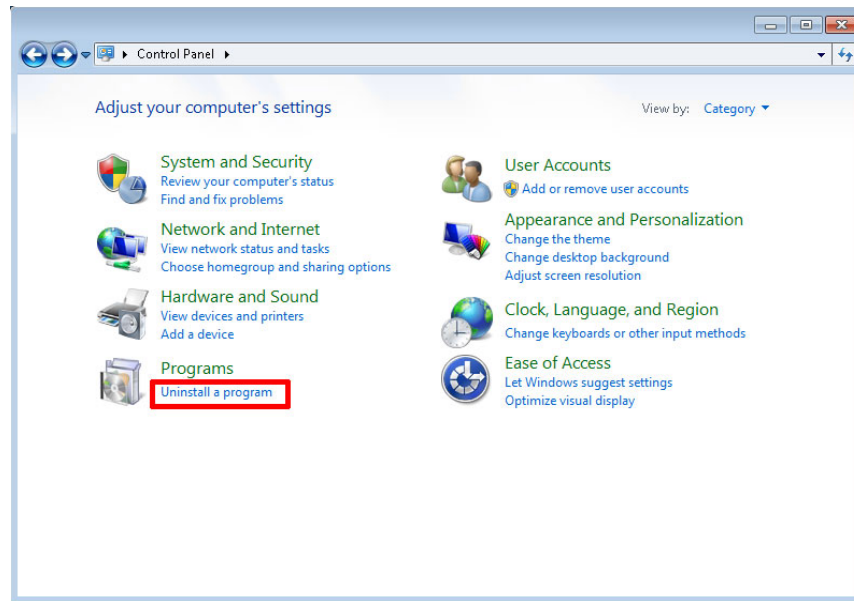 Control Panel
Adjust your computer's settings
View by: Category
System and Security
Review your computer's status
Find and fix problems
Network and Internet
View network status and tasks
Choose homegroup and sharing options
Hardware and Sound
View devices and printers
Add a device
Programs
Uninstall a program
User Accounts
Add or remove user accounts
Appearance and Personalization
Change the theme
Change desktop background
Adjust screen resolution
Clock, Language, and Region
Change keyboards or other input methods
Ease of Access
Let Windows suggest settings
Optimize visual display